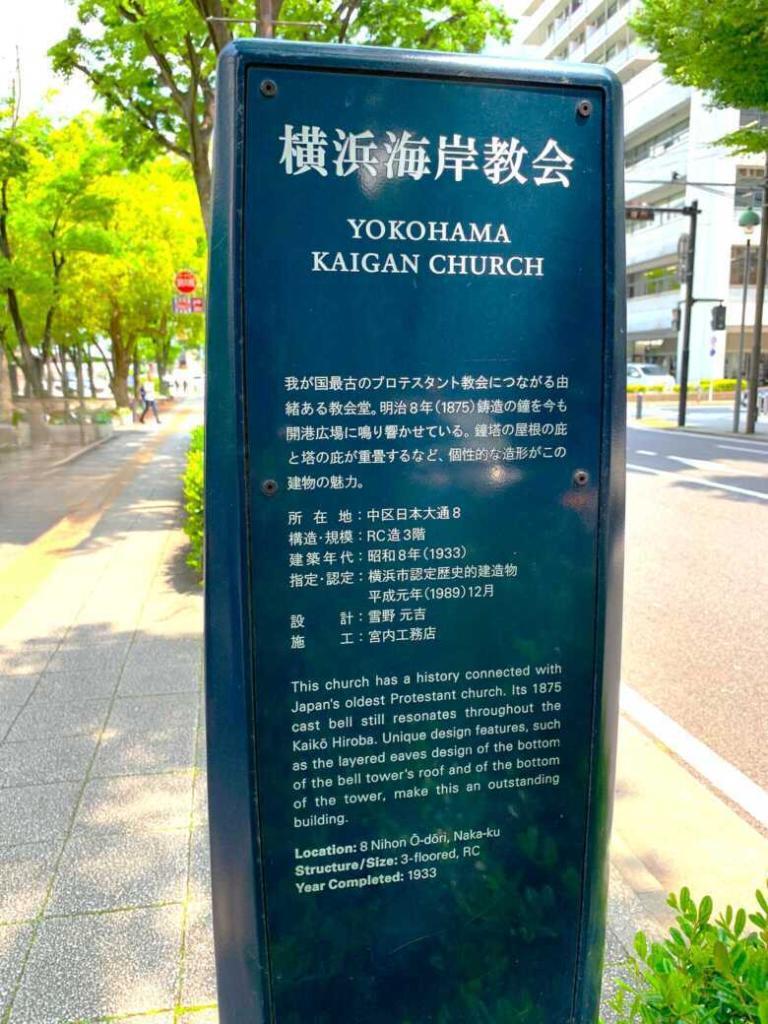 横浜海岸教会
YOKOHAMA
KAIGAN CHURCH
我が国最古のプロテスタント教会につながる由
緒ある教会堂。明治8年(1875)鋳造の鐘を今も
開港広場に鳴り響かせている。鐘塔の屋根の庇
と塔の庇が重畳するなど、個性的な造形がこの
建物の魅力。
所在地:中区日本大通8
構造・規模:RC造3階
建築年代:昭和8年(1933)
指定・認定:横浜市認定歴史的建造物
平成元年(1989)12月
設計:雪野 元吉
施工:宮内工務店
This church has a history connected with
Japan's oldest Protestant church. Its 1875
cast bell still resonates throughout the
Kaikō Hiroba. Unique design features, such
as the layered eaves design of the bottom
of the bell tower's roof and of the bottom
of the tower, make this an outstanding
building.
Location: 8 Nihon Ō-dōri, Naka-ku
Structure/Size: 3-floored, RC
Year Completed: 1933